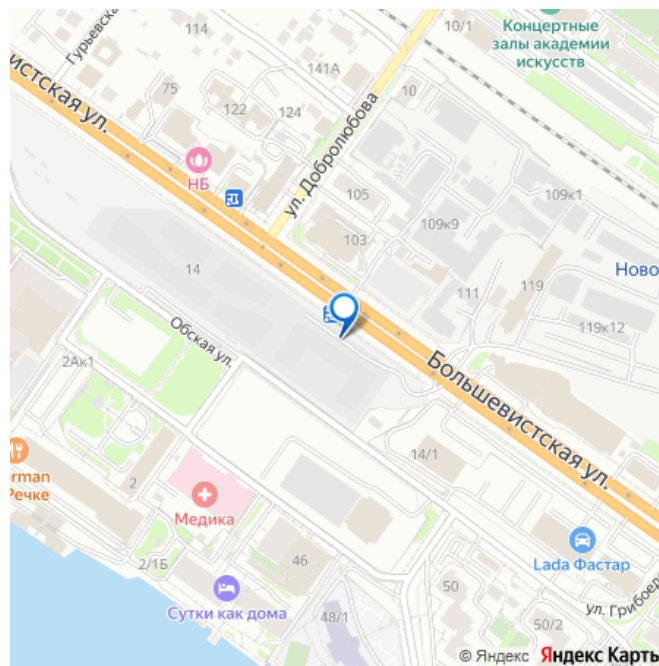 Концертные
залы академии
искусств
10/1
Гурьевска
114
141А
10
истская ул.
75
122
124
ул. Добролюбова
НБ
105
109к1
109к9
103
Ново
14
111
119
119к12
Обская ул.
2Ак1
Большевистская ул.
erman
Речке
2
14/1
Медика
Lada Фастар
2/1Б
46
Сутки как дома
50
ул. Грибоед
48/1
50/2
© Яндекс Яндекс Карты